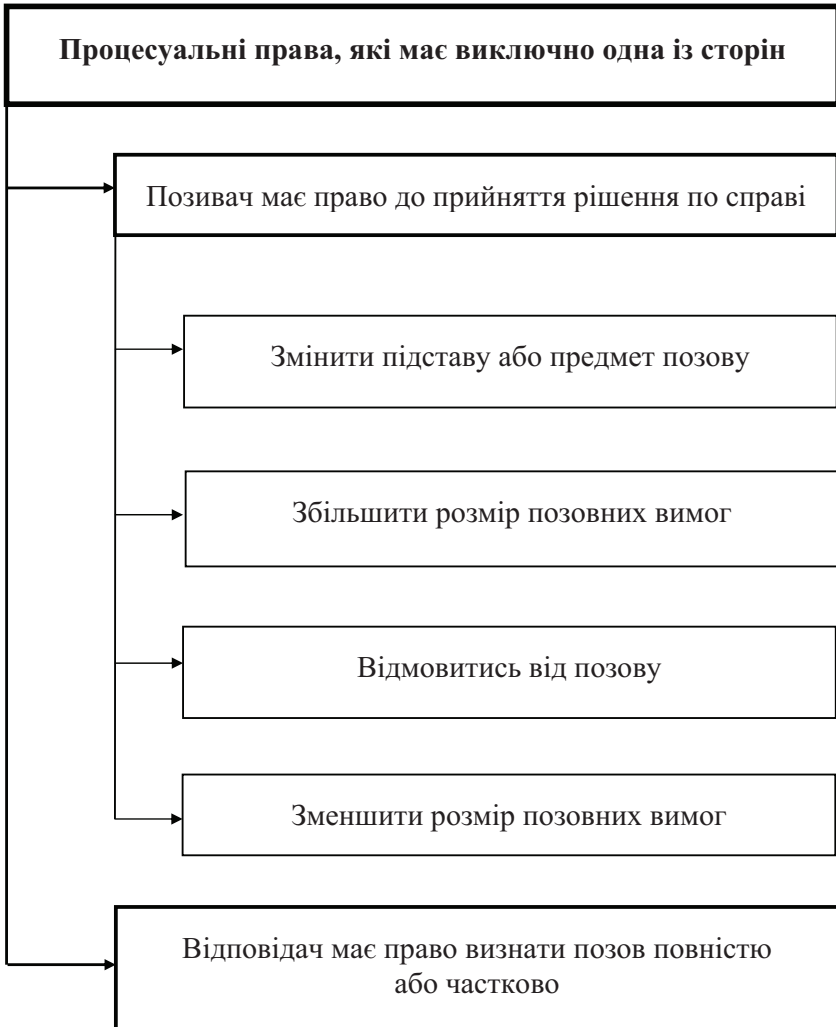 Процесуальні права, які має виключно одна із сторін
Позивач має право до прийняття рішення по справі
Змінити підставу або предмет позову
Збільшити розмір позовних вимог
Відмовитись від позову
Зменшити розмір позовних вимог
Відповідач має право визнати позов повністю
або частково